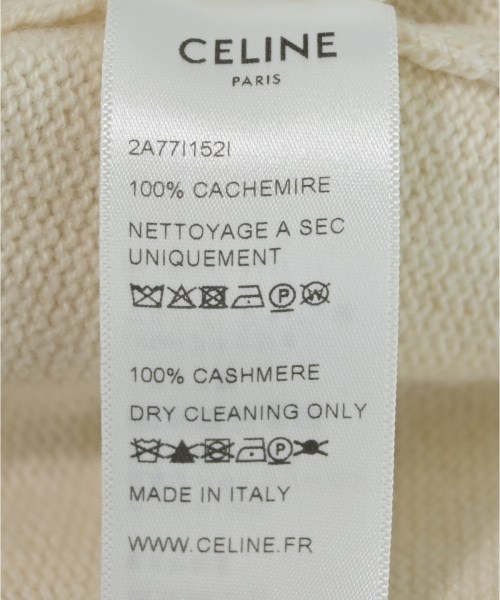 CELINE
PARIS
2A77I152I
100% CACHEMIRE
NETTOYAGE A SEC
UNIQUEMENT
P W
100% CASHMERE
DRY CLEANING ONLY
P
MADE IN ITALY
WWW.CELINE.FR